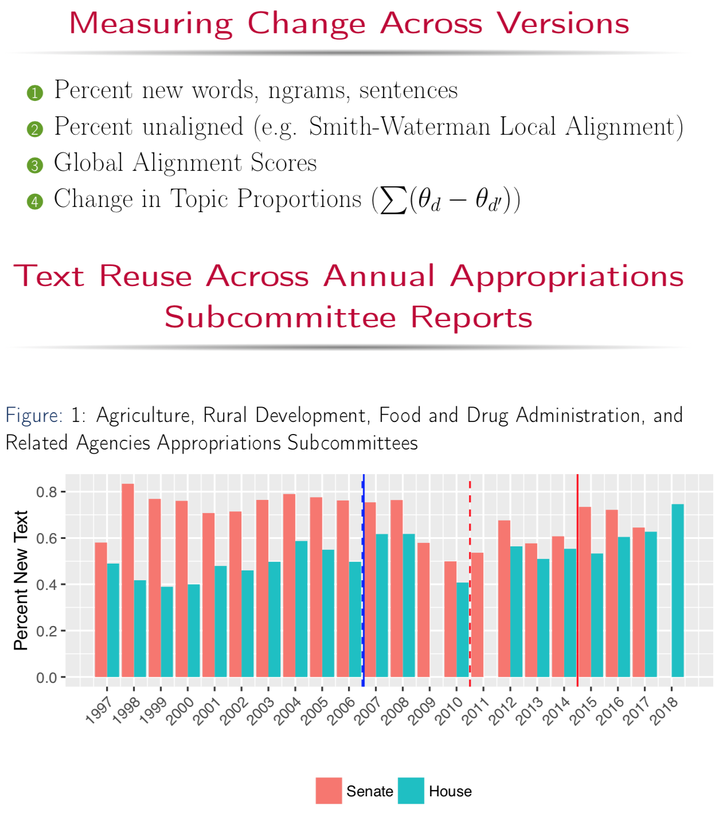 Measuring Change Across Versions
1 Percent new words, ngrams, sentences
2 Percent unaligned (e.g. Smith-Waterman Local Alignment)
3 Global Alignment Scores
4 Change in Topic Proportions (∑(θd − θd′))
Text Reuse Across Annual Appropriations
Subcommittee Reports
Figure: 1: Agriculture, Rural Development, Food and Drug Administration, and
Related Agencies Appropriations Subcommittees
Percent New Text
0.8
0.6
0.4
0.2
0.0
1997 1998 1999 2000 2001 2002 2003 2004 2005 2006 2007 2008 2009 2010 2011 2012 2013 2014 2015 2016 2017 2018
Senate House